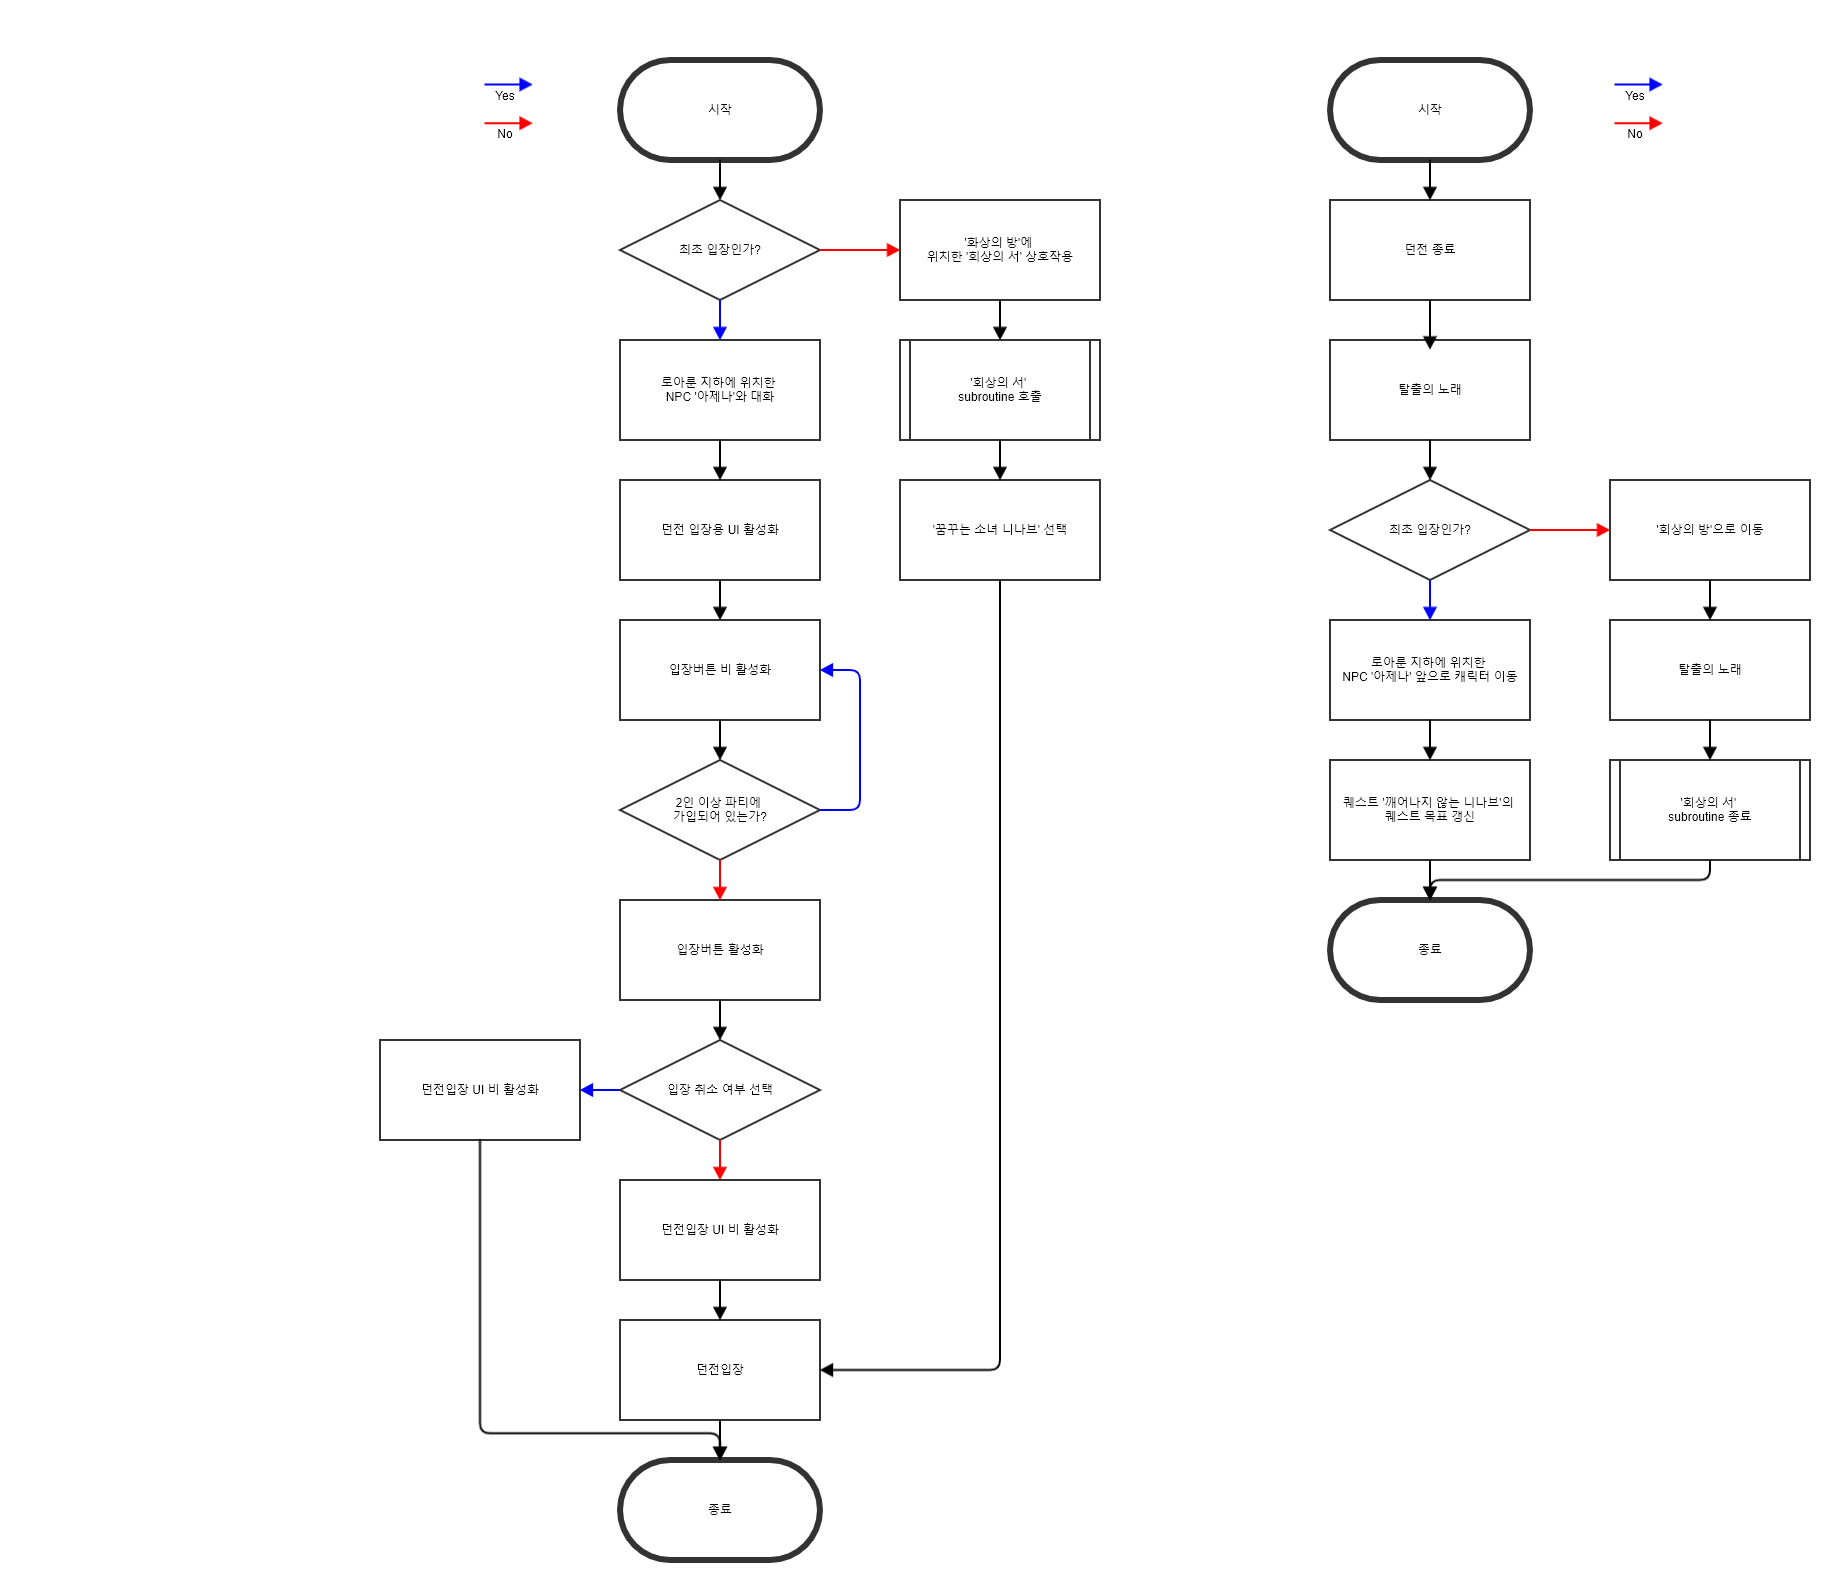 Yes
No
시작
최초 입장인가?
'화상의 방'에
위치한 '회상의 서' 상호작용
로아룬 지하에 위치한
NPC '아제나'와 대화
'회상의 서'
subroutine 호출
던전 입장용 UI 활성화
'꿈꾸는 소녀 니나브' 선택
입장버튼 비 활성화
2인 이상 파티에
가입되어 있는가?
입장버튼 활성화
던전입장 UI 비 활성화
입장 취소 여부 선택
던전입장 UI 비 활성화
던전입장
종료
시작
Yes
No
던전 종료
탈출의 노래
최초 입장인가?
'회상의 방'으로 이동
로아룬 지하에 위치한
NPC '아제나' 앞으로 캐릭터 이동
탈출의 노래
퀘스트 '깨어나지 않는 니나브'의
퀘스트 목표 갱신
'회상의 서'
subroutine 종료
종료